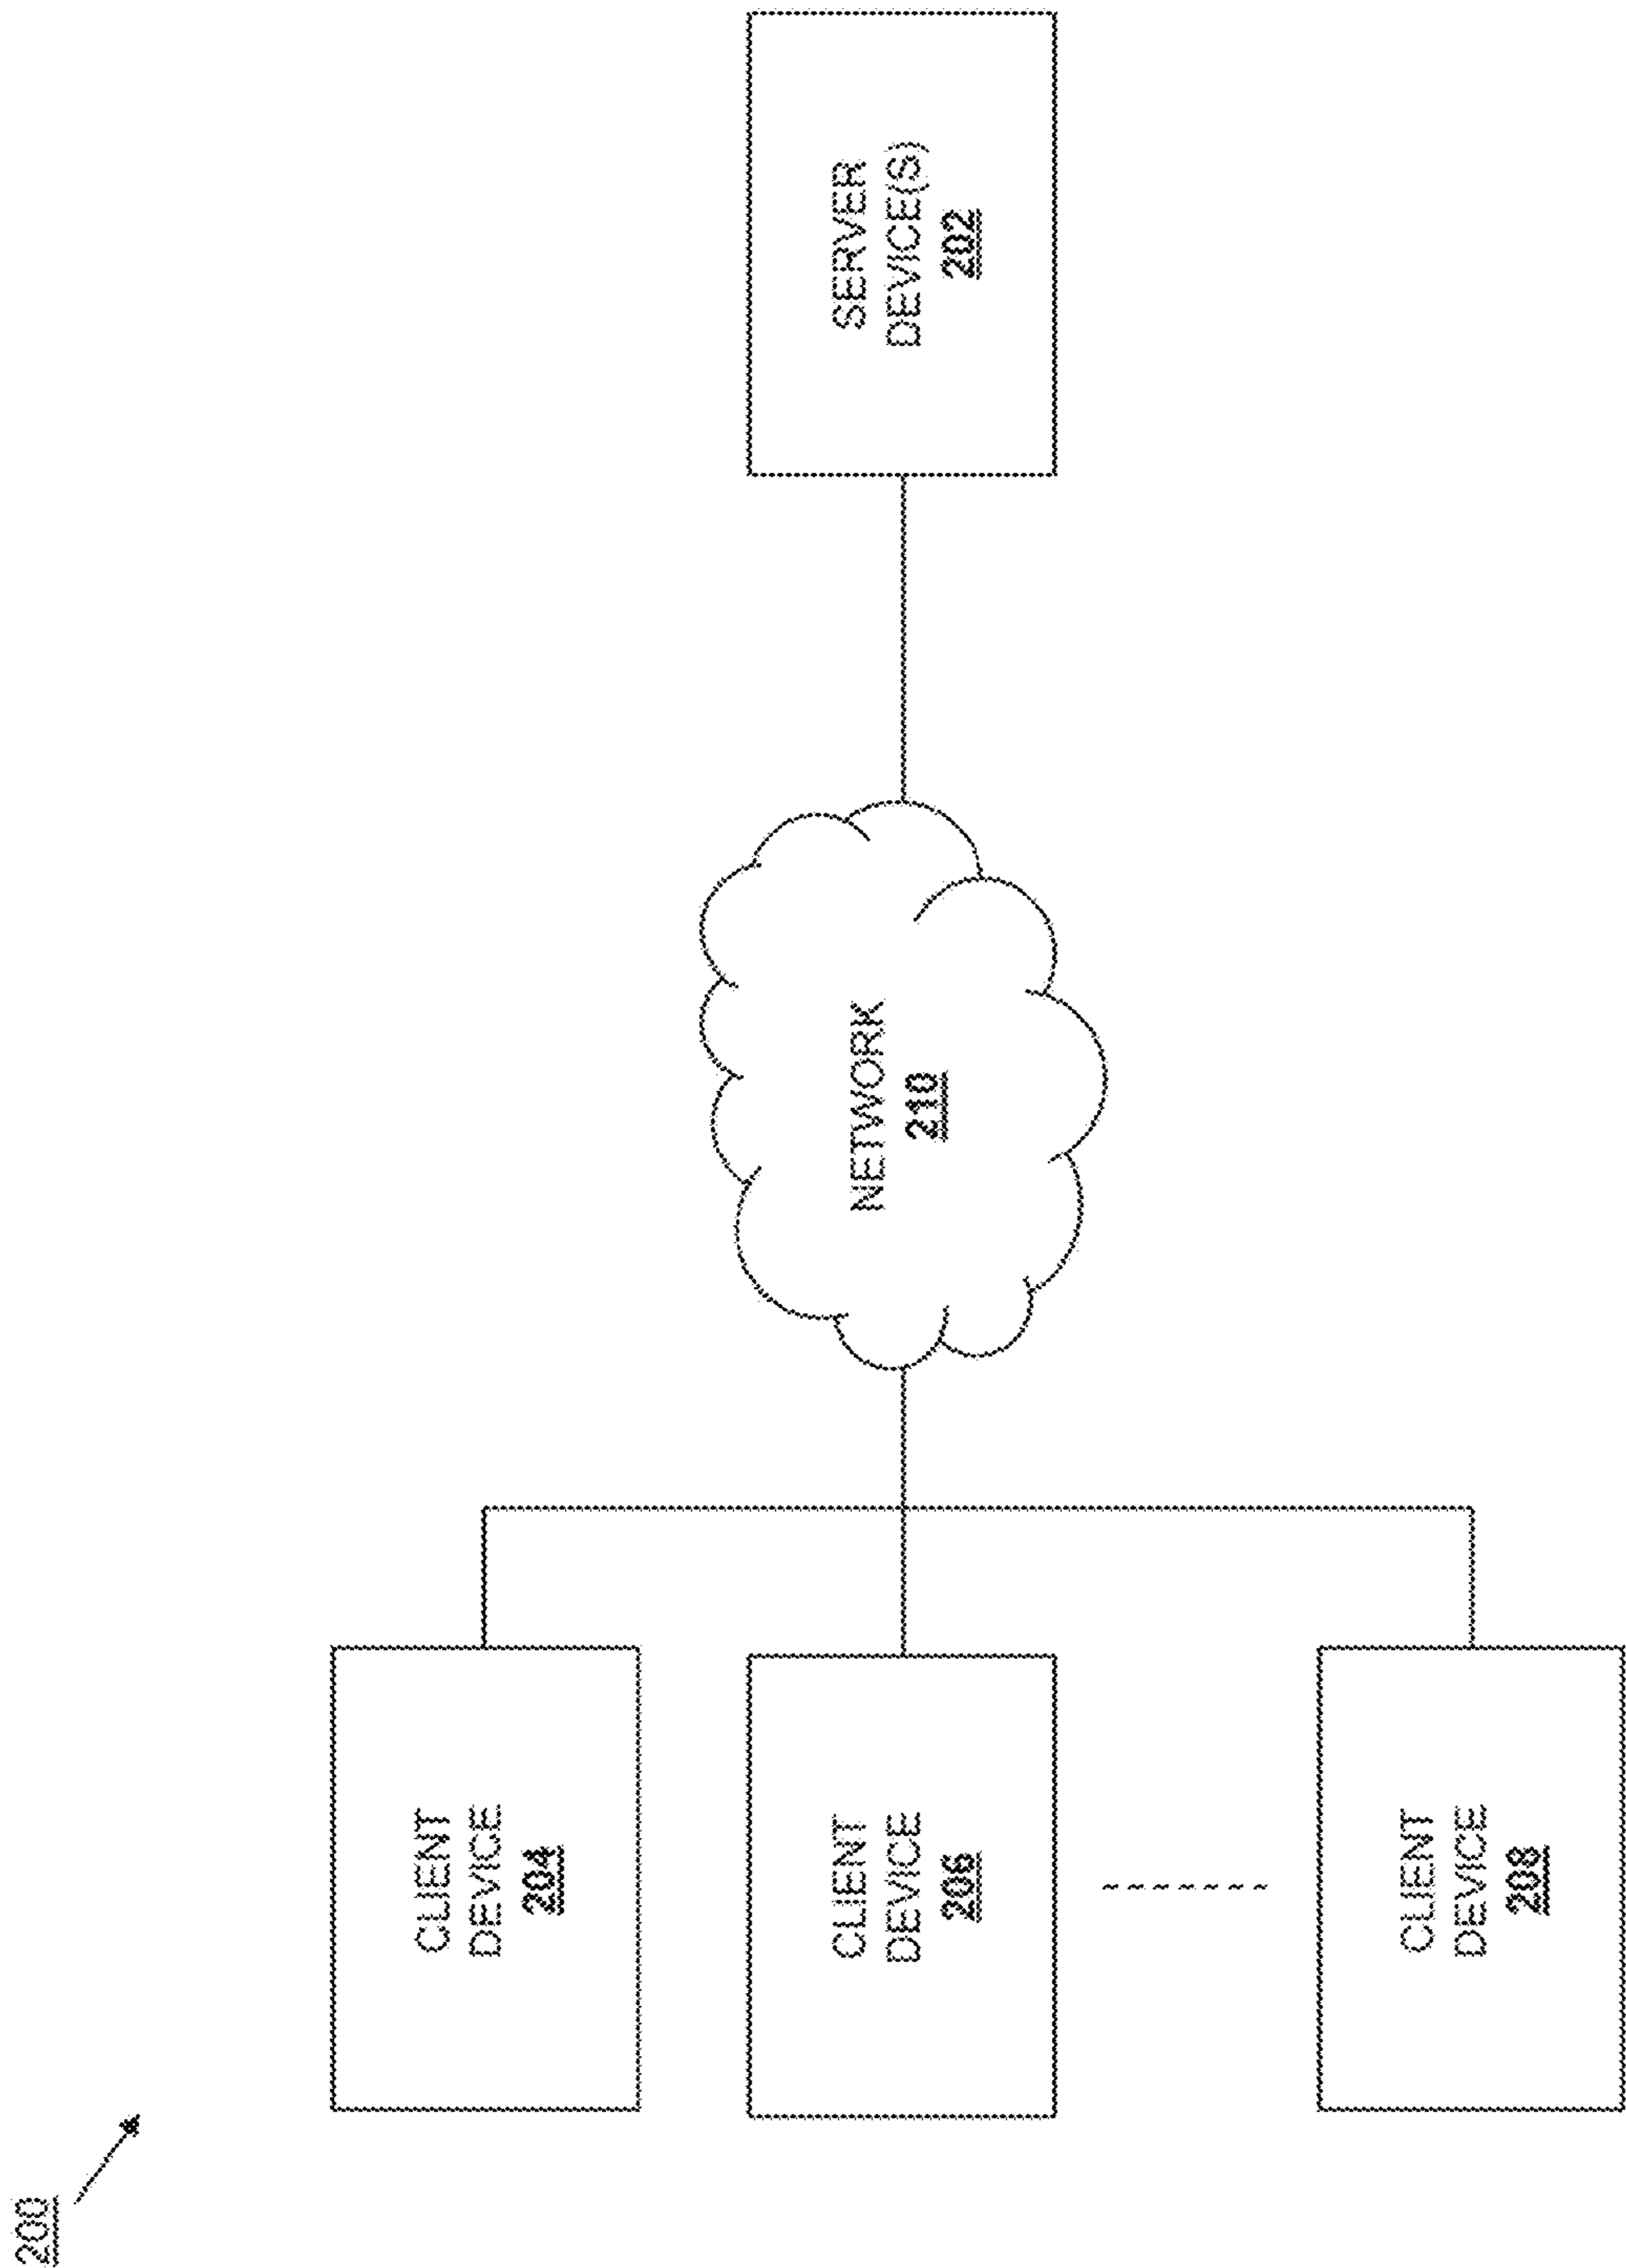 200
CLIENT
DEVICE
204
CLIENT
DEVICE
206
CLIENT
DEVICE
208
NETWORK
210
SERVER
DEVICE(S)
202